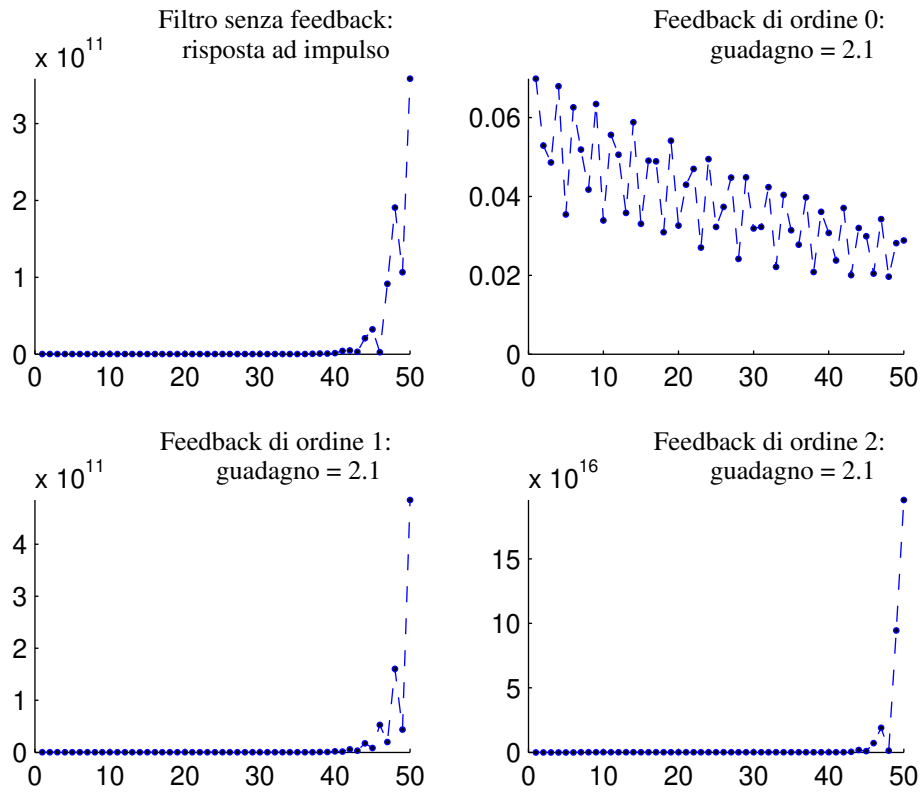 Filtro senza feedback:
risposta ad impulso
x 10^11
3
2
1
0
0 10 20 30 40 50
Feedback di ordine 0:
guadagno = 2.1
0.06
0.04
0.02
0
0 10 20 30 40 50
Feedback di ordine 1:
guadagno = 2.1
x 10^11
4
3
2
1
0
0 10 20 30 40 50
Feedback di ordine 2:
guadagno = 2.1
x 10^16
15
10
5
0
0 10 20 30 40 50